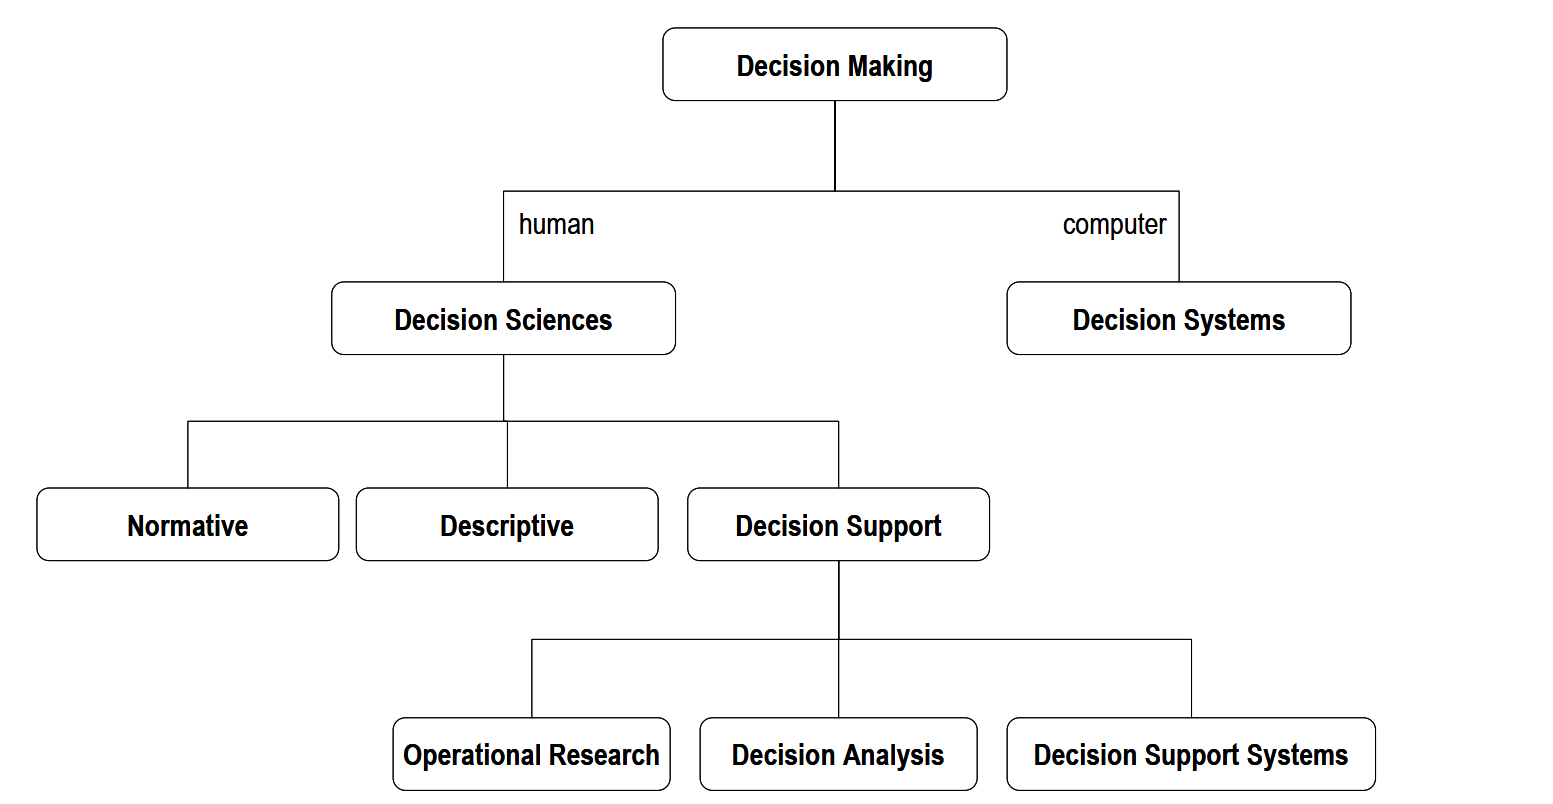 Decision Making
human
computer
Decision Sciences
Decision Systems
Normative
Descriptive
Decision Support
Operational Research
Decision Analysis
Decision Support Systems